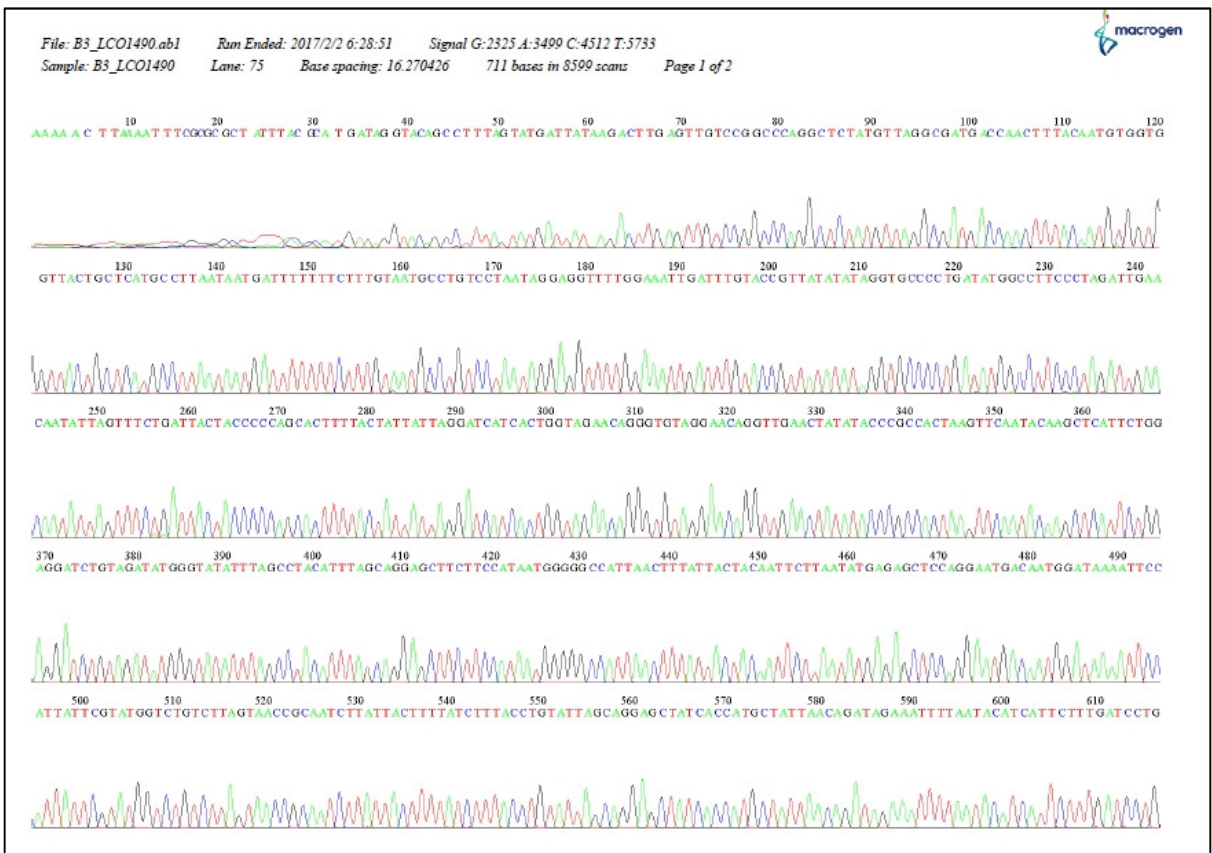 macrogen
File: B3_LCO1490.ab1 Run Ended: 2017/2/2 6:28:51 Signal G:2325 A:3499 C:4512 T:5733
Sample: B3_LCO1490 Lane: 75 Base spacing: 16.270426 711 bases in 8599 scans Page 1 of 2
10 20 30 40 50 60 70 80 90 100 110 120
AAAAAC TTAAAATTTCGCGCGCT ATTTAC GCA TGATAGGTACAGCCTTTAGTATGATTATAAGACTTGAGTTGTCCGGCCCAGGCTCTATGTTAGGCGATGACCAACTTTACAATGTGGTG
130 140 150 160 170 180 190 200 210 220 230 240
GTTACTGCTCATGCCTTAATAATGATTTTTTTCTTTGTAATGCCTGTCCTAATAGGAGGTTTTGGAAATTGATTTGTACCGTTATATATAGGTGCCCCTGATATGGCCTTCCCTAGATTGAA
250 260 270 280 290 300 310 320 330 340 350 360
CAATATTAGTTTCTGATTACTACCCCCAGCACTTTTACTATTATTAGGATCATCACTGGTAGAACAGGGTGTAGGAACAGGTTGAACTATATACCCGCCACTAAGTTCAATACAAGCTCATTCTGG
370 380 390 400 410 420 430 440 450 460 470 480 490
AGGATCTGTAGATATGGGTATATTTAGCCTACATTTAGCAGGAGCTTCTTCCATAATGGGGGCCATTAACTTTATTACTACAATTCTTAATATGAGAGCTCCAGGAATGACAATGGATAAAATTCC
500 510 520 530 540 550 560 570 580 590 600 610
ATTATTCGTATGGTCTGTCTTAGTAACCGCAATCTTATTACTTTTATCTTTACCTGTATTAGCAGGAGCTATCACCATGCTATTAACAGATAGAAATTTTAATACATCATTCTTTGATCCTG